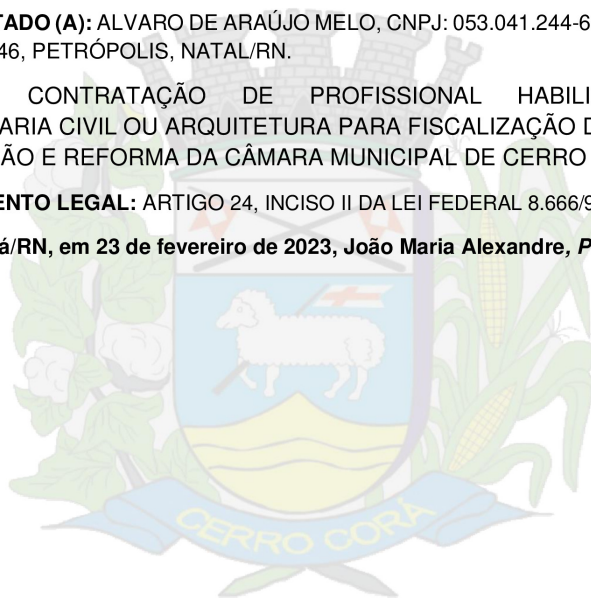 TADO (A): ALVARO DE ARAÚJO MELO, CNPJ: 053.041.244-6
46, PETRÓPOLIS, NATAL/RN.
CONTRATAÇÃO DE PROFISSIONAL HABILI
ARIA CIVIL OU ARQUITETURA PARA FISCALIZAÇÃO D
ÃO E REFORMA DA CÂMARA MUNICIPAL DE CERRO
ENTO LEGAL: ARTIGO 24, INCISO II DA LEI FEDERAL 8.666/9
á/RN, em 23 de fevereiro de 2023, João Maria Alexandre, P
CERRO CORÁ